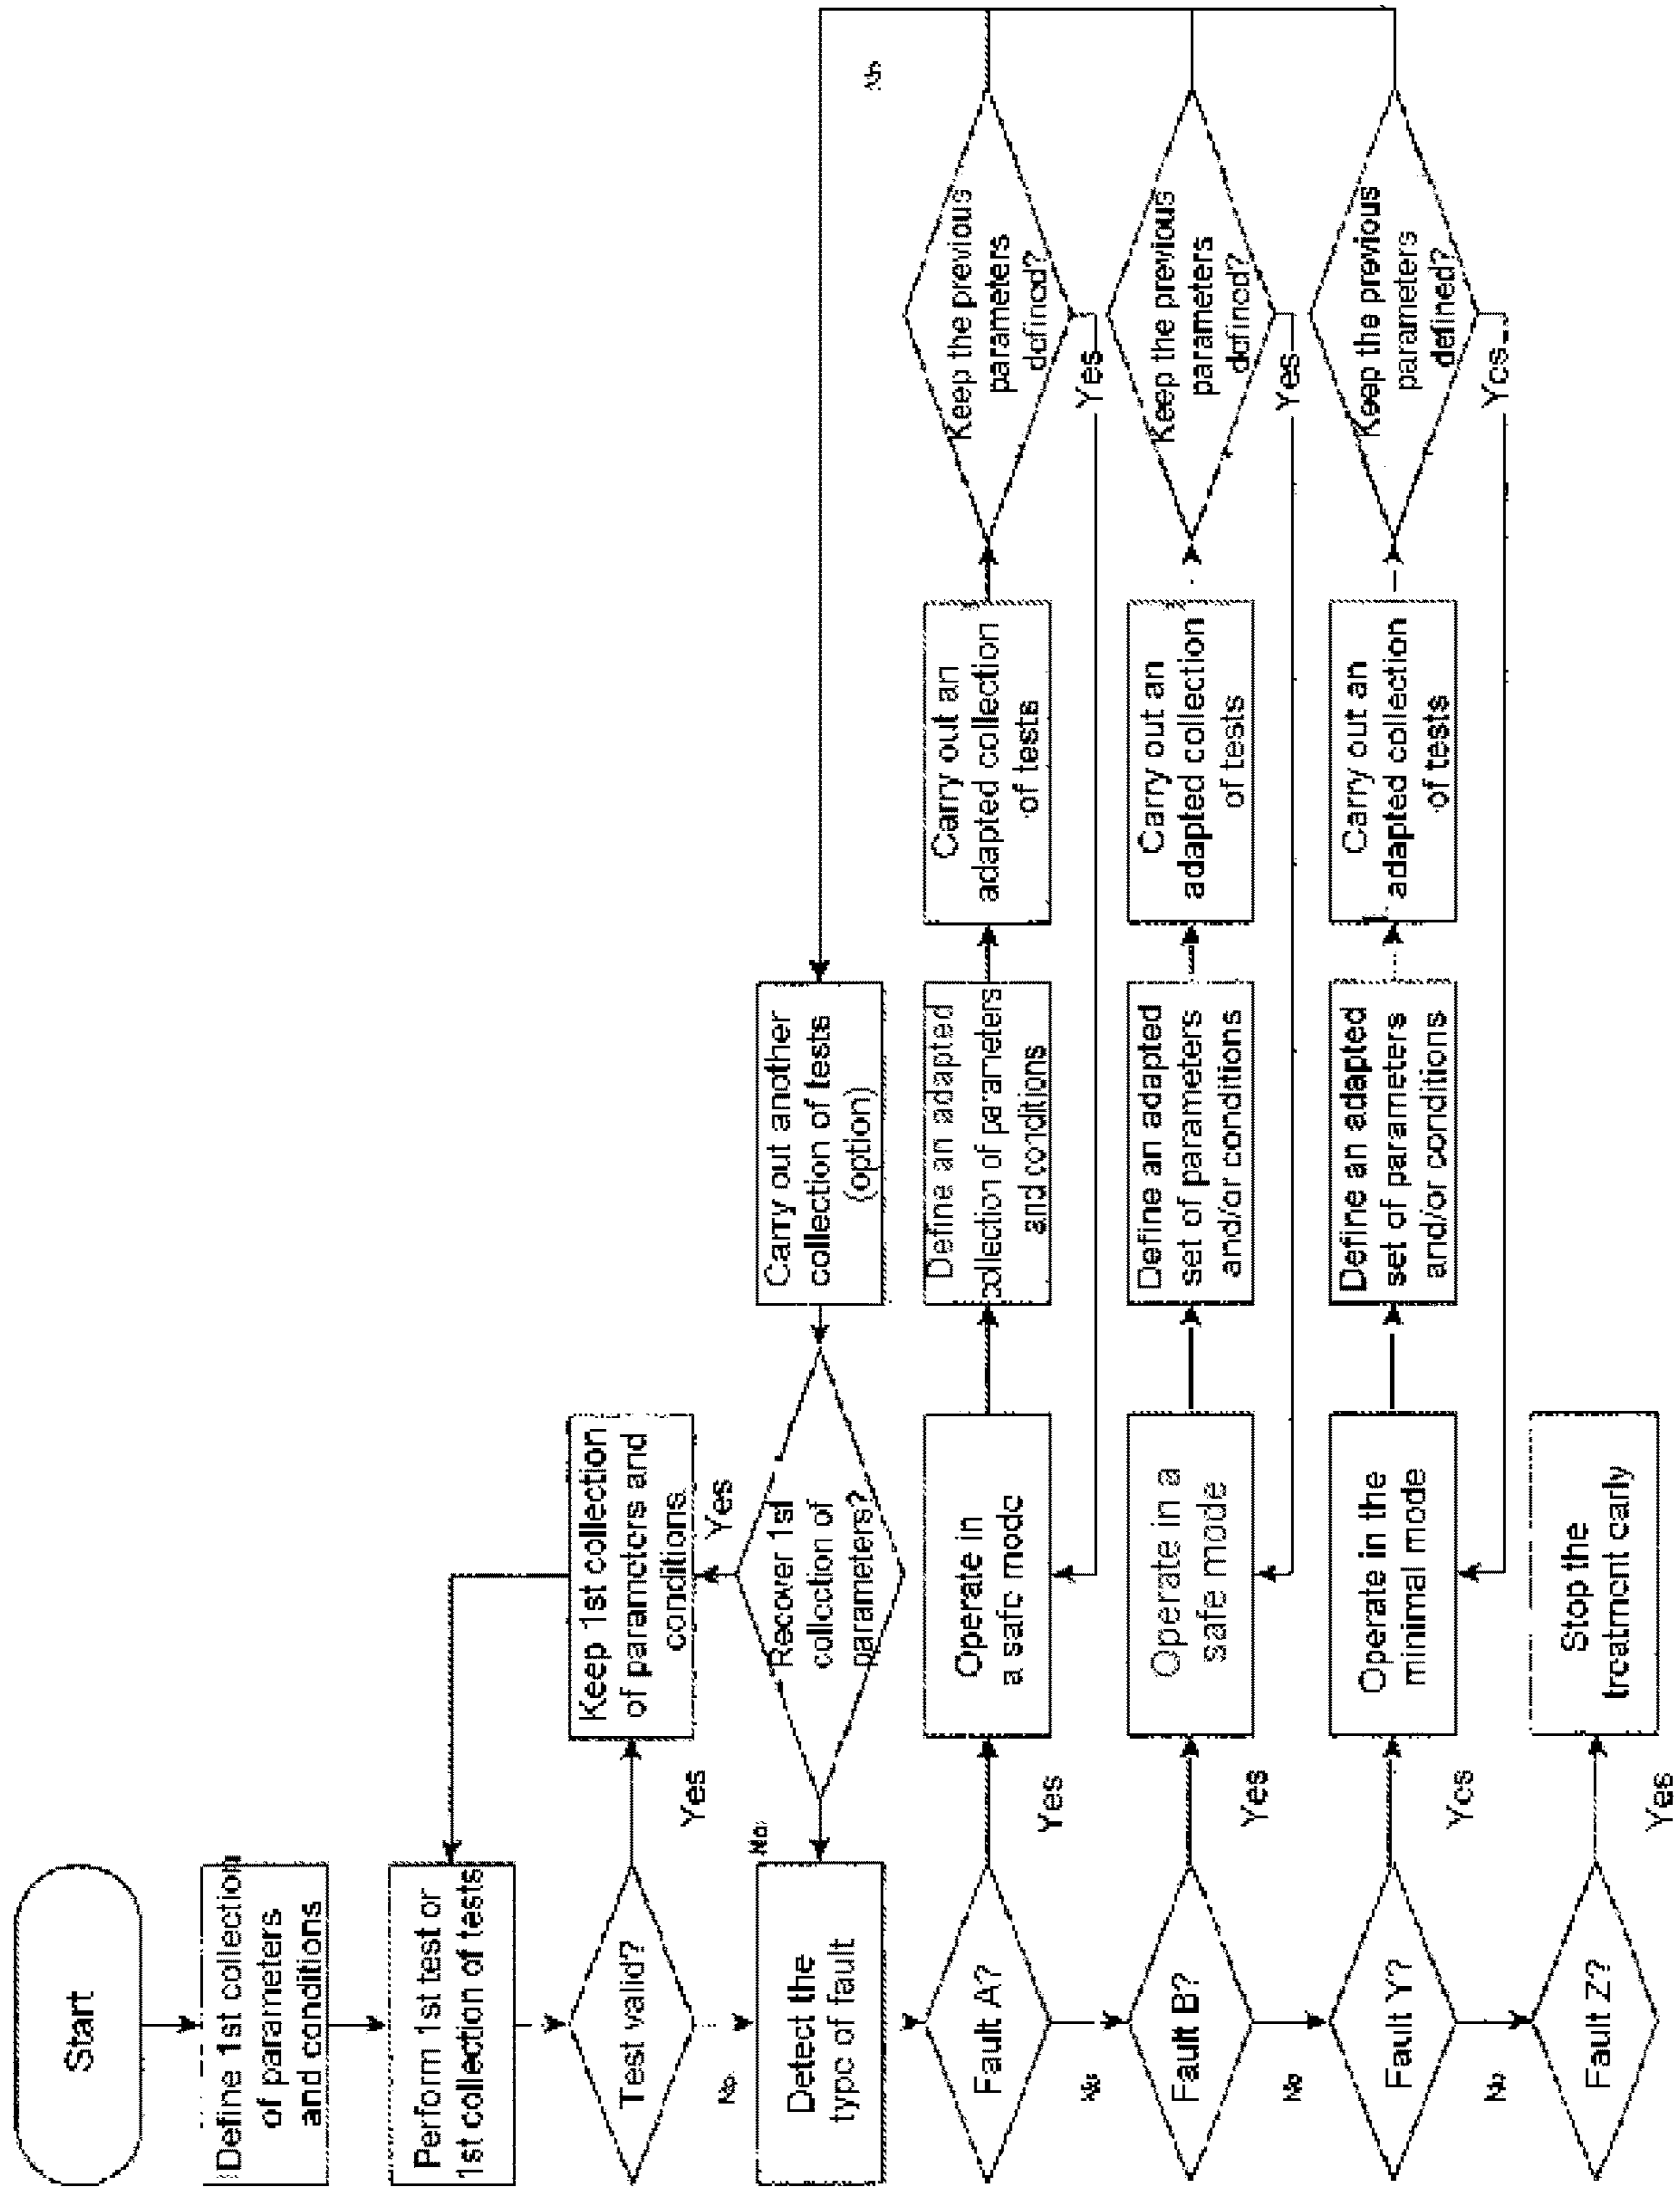 Start
Define 1st collection
of parameters
and conditions
Perform 1st test or
1st collection of tests
Test valid?
Yes
Keep 1st collection
of parameters and
conditions
No
Yes
Detect the
type of fault
No
Recover 1st
collection of
parameters?
Carry out another
collection of tests
(option)
No
Fault A?
Yes
Operate in
a safe mode
Define an adapted
collection of parameters
and conditions
Carry out an
adapted collection
of tests
Keep the previous
parameters
defined?
Yes
No
Fault B?
Yes
Operate in a
safe mode
Define an adapted
set of parameters
and/or conditions
Carry out an
adapted collection
of tests
Keep the previous
parameters
defined?
Yes
No
Fault Y?
Yes
Operate in the
minimal mode
Define an adapted
set of parameters
and/or conditions
Carry out an
adapted collection
of tests
Keep the previous
parameters
defined?
Yes
No
Fault Z?
Yes
Stop the
treatment early